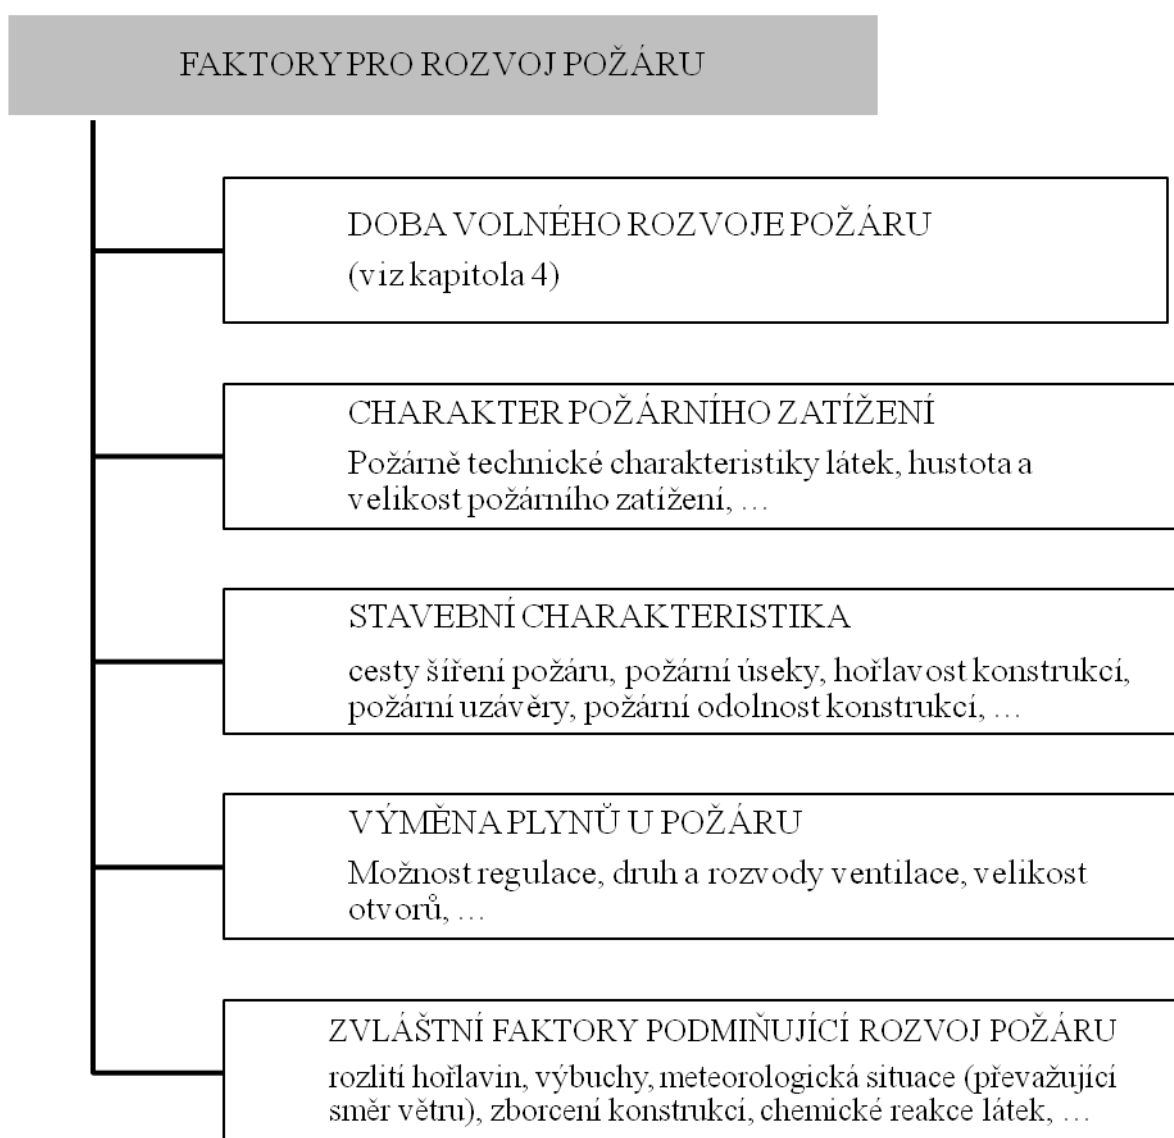 FAKTORY PRO ROZVOJ POŽÁRU
DOBA VOLNÉHO ROZVOJE POŽÁRU
(viz kapitola 4)
CHARAKTER POŽÁRNÍHO ZATÍŽENÍ
Požárně technické charakteristiky látek, hustota a
velikost požárního zatížení, …
STAVEBNÍ CHARAKTERISTIKA
cesty šíření požáru, požární úseky, hořlavost konstrukcí,
požární uzávěry, požární odolnost konstrukcí, …
VÝMĚNA PLYNŮ U POŽÁRU
Možnost regulace, druh a rozvody ventilace, velikost
otvorů, …
ZVLÁŠTNÍ FAKTORY PODMIŇUJÍCÍ ROZVOJ POŽÁRU
rozlití hořlavin, výbuchy, meteorologická situace (převažující
směr větru), zborcení konstrukcí, chemické reakce látek, …